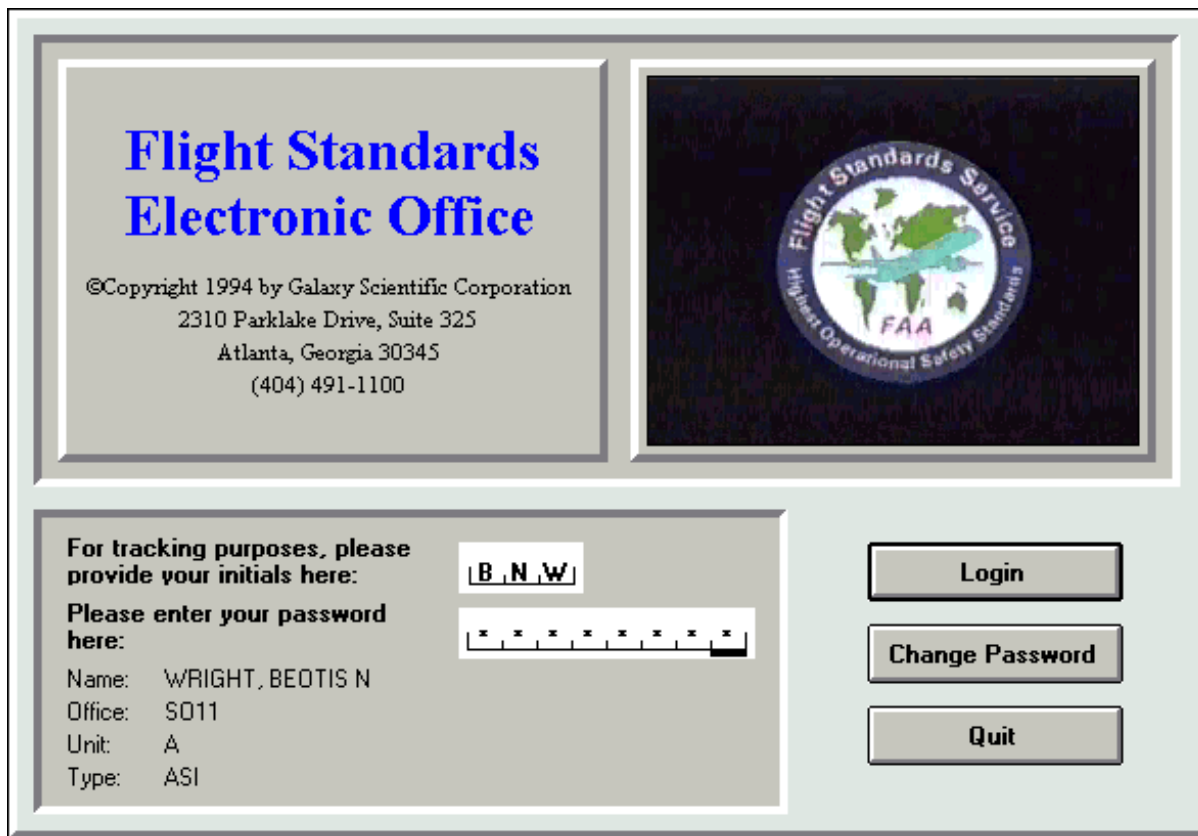 Flight Standards
Electronic Office
©Copyright 1994 by Galaxy Scientific Corporation
2310 Parklake Drive, Suite 325
Atlanta, Georgia 30345
(404) 491-1100
Flight Standards Service
FAA
Highest Operational Safety Standards
For tracking purposes, please
provide your initials here:
B N W
Please enter your password
here:
* * * * * * * *
Name: WRIGHT, BEOTIS N
Office: SO11
Unit: A
Type: ASI
Login
Change Password
Quit